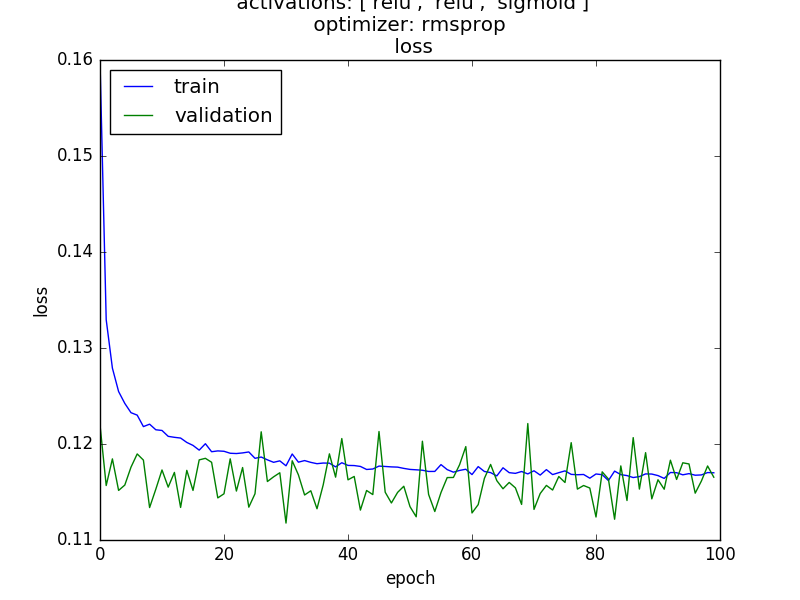 activations: ['relu', 'relu', 'sigmoid']
optimizer: rmsprop
loss
0.16
train
validation
0.15
0.14
0.13
0.12
0.11
loss
0 20 40 60 80 100
epoch